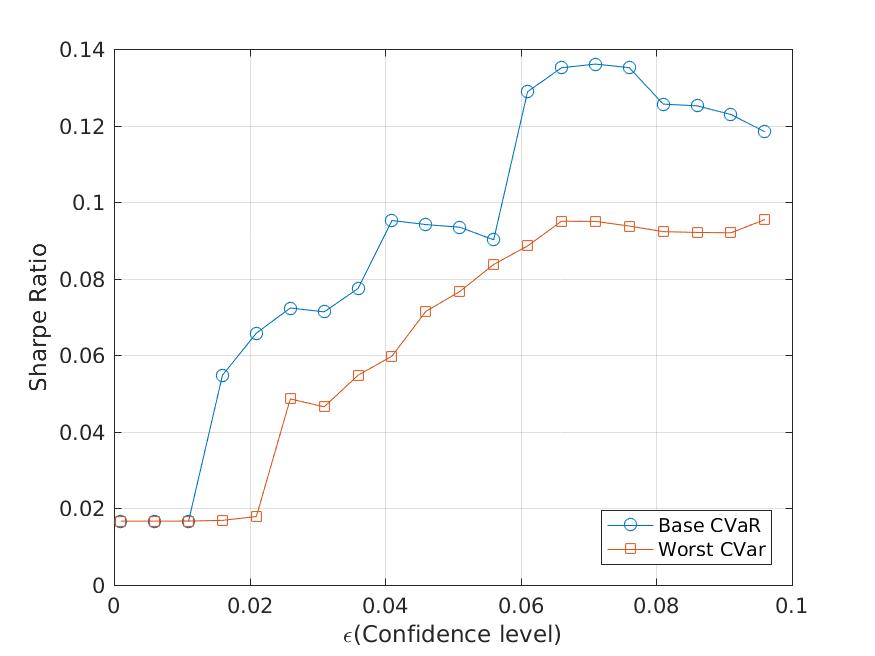 0.14
0.12
0.1
0.08
0.06
0.04
0.02
0
0 0.02 0.04 0.06 0.08 0.1
Sharpe Ratio
ϵ(Confidence level)
Base CVaR
Worst CVar